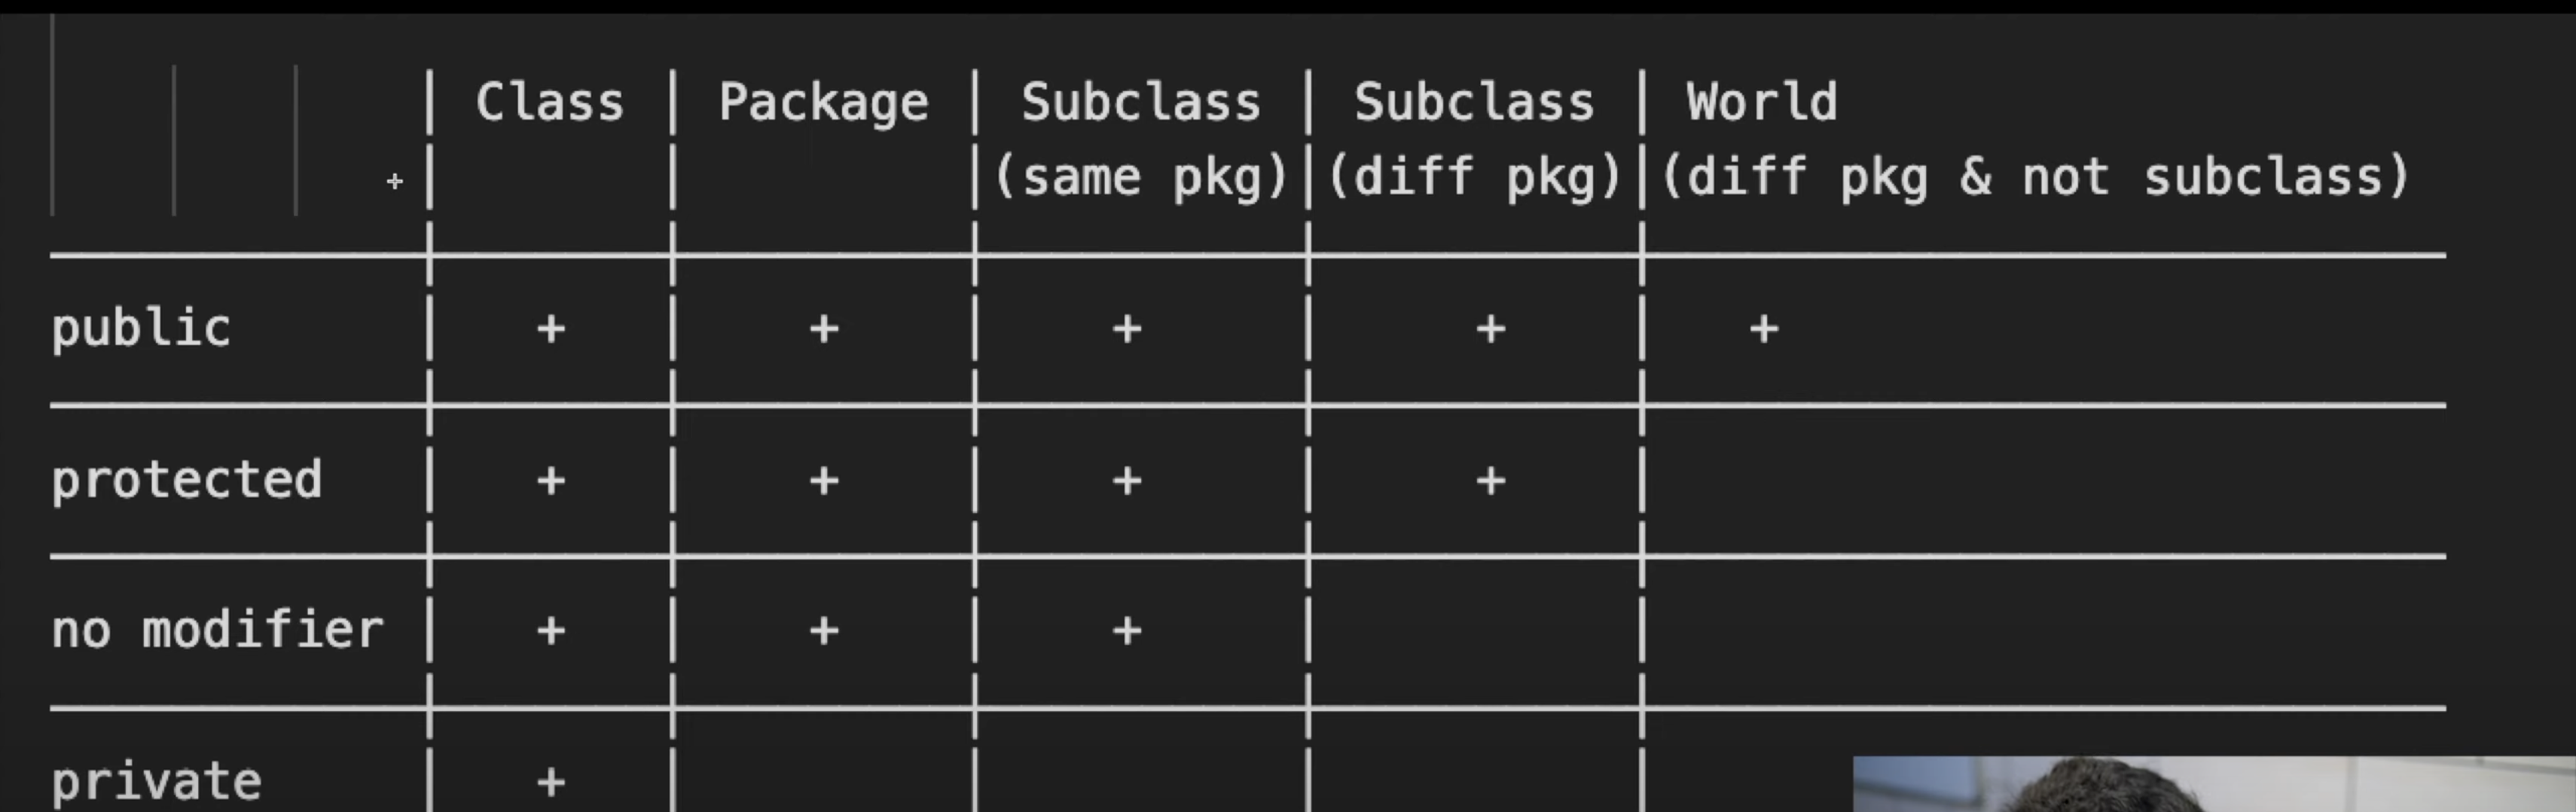 | Class | Package | Subclass | Subclass | World
+ | | | (same pkg) | (diff pkg) | (diff pkg & not subclass)
public | + | + | + | + | +
protected | + | + | + | + |
no modifier | + | + | + | |
private | + | | | |